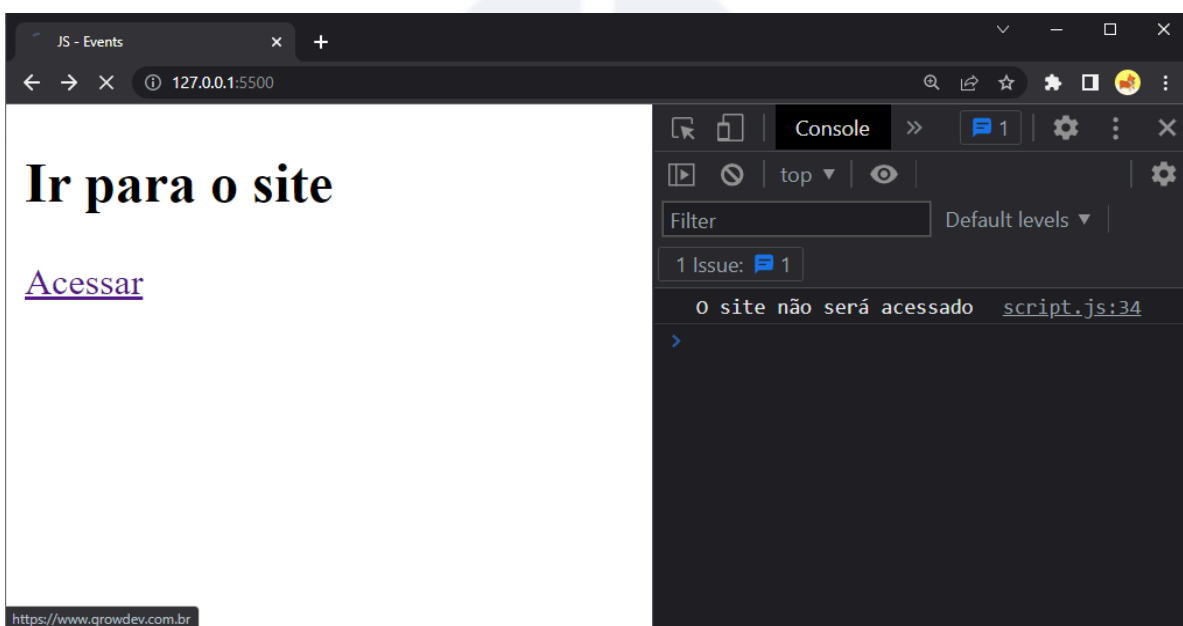 JS - Events
127.0.0.1:5500
Ir para o site
Acessar
https://www.growdev.com.br
Console
1
top
Filter
Default levels
1 Issue: 1
O site não será acessado script.js:34